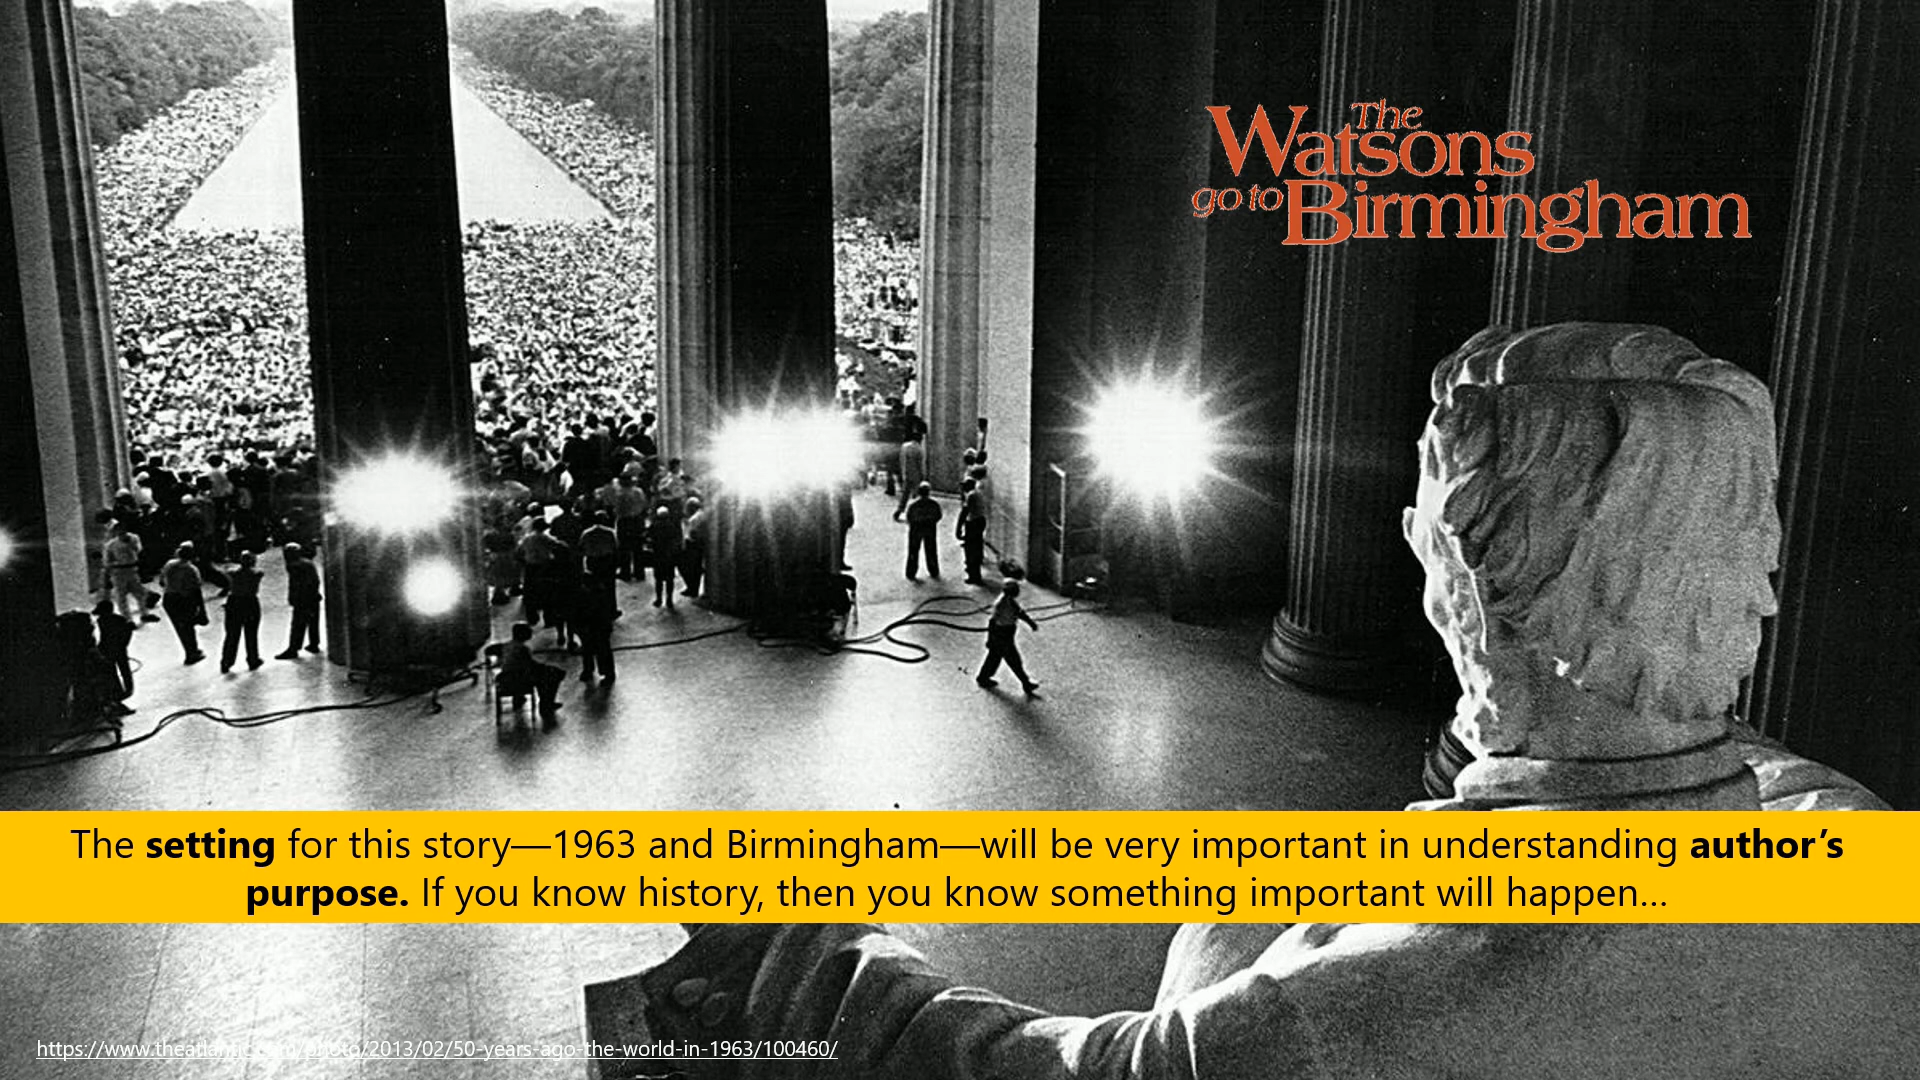 The
Watsons
go to Birmingham
The setting for this story—1963 and Birmingham—will be very important in understanding author’s
purpose. If you know history, then you know something important will happen…
https://www.theatlantic.com/photo/2013/02/50-years-ago-the-world-in-1963/100460/